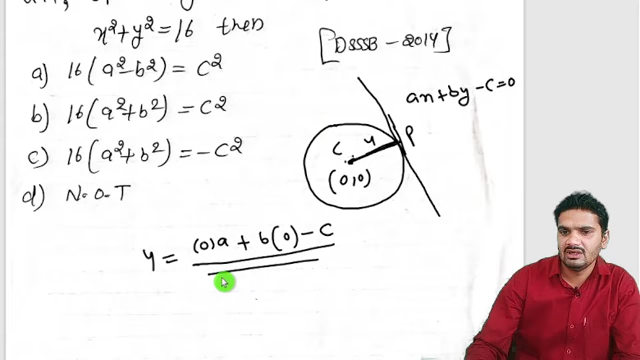 x²+y²=16 then
[DSSSB - 2014]
a) 16(a²-b²) = c²
b) 16(a²+b²) = c²
c) 16(a²+b²) = -c²
d) N.O.T
ax+by-c=0
P
4
C
(0,0)
4 = (0)a + b(0) - c